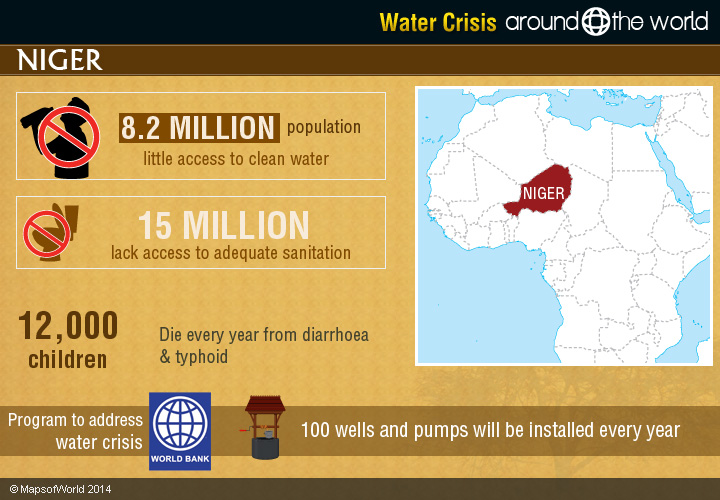 Water Crisis around the world
NIGER
8.2 MILLION population
little access to clean water
15 MILLION
lack access to adequate sanitation
12,000
children
Die every year from diarrhoea
& typhoid
NIGER
Program to address
water crisis
WORLD BANK
100 wells and pumps will be installed every year
© MapsofWorld 2014